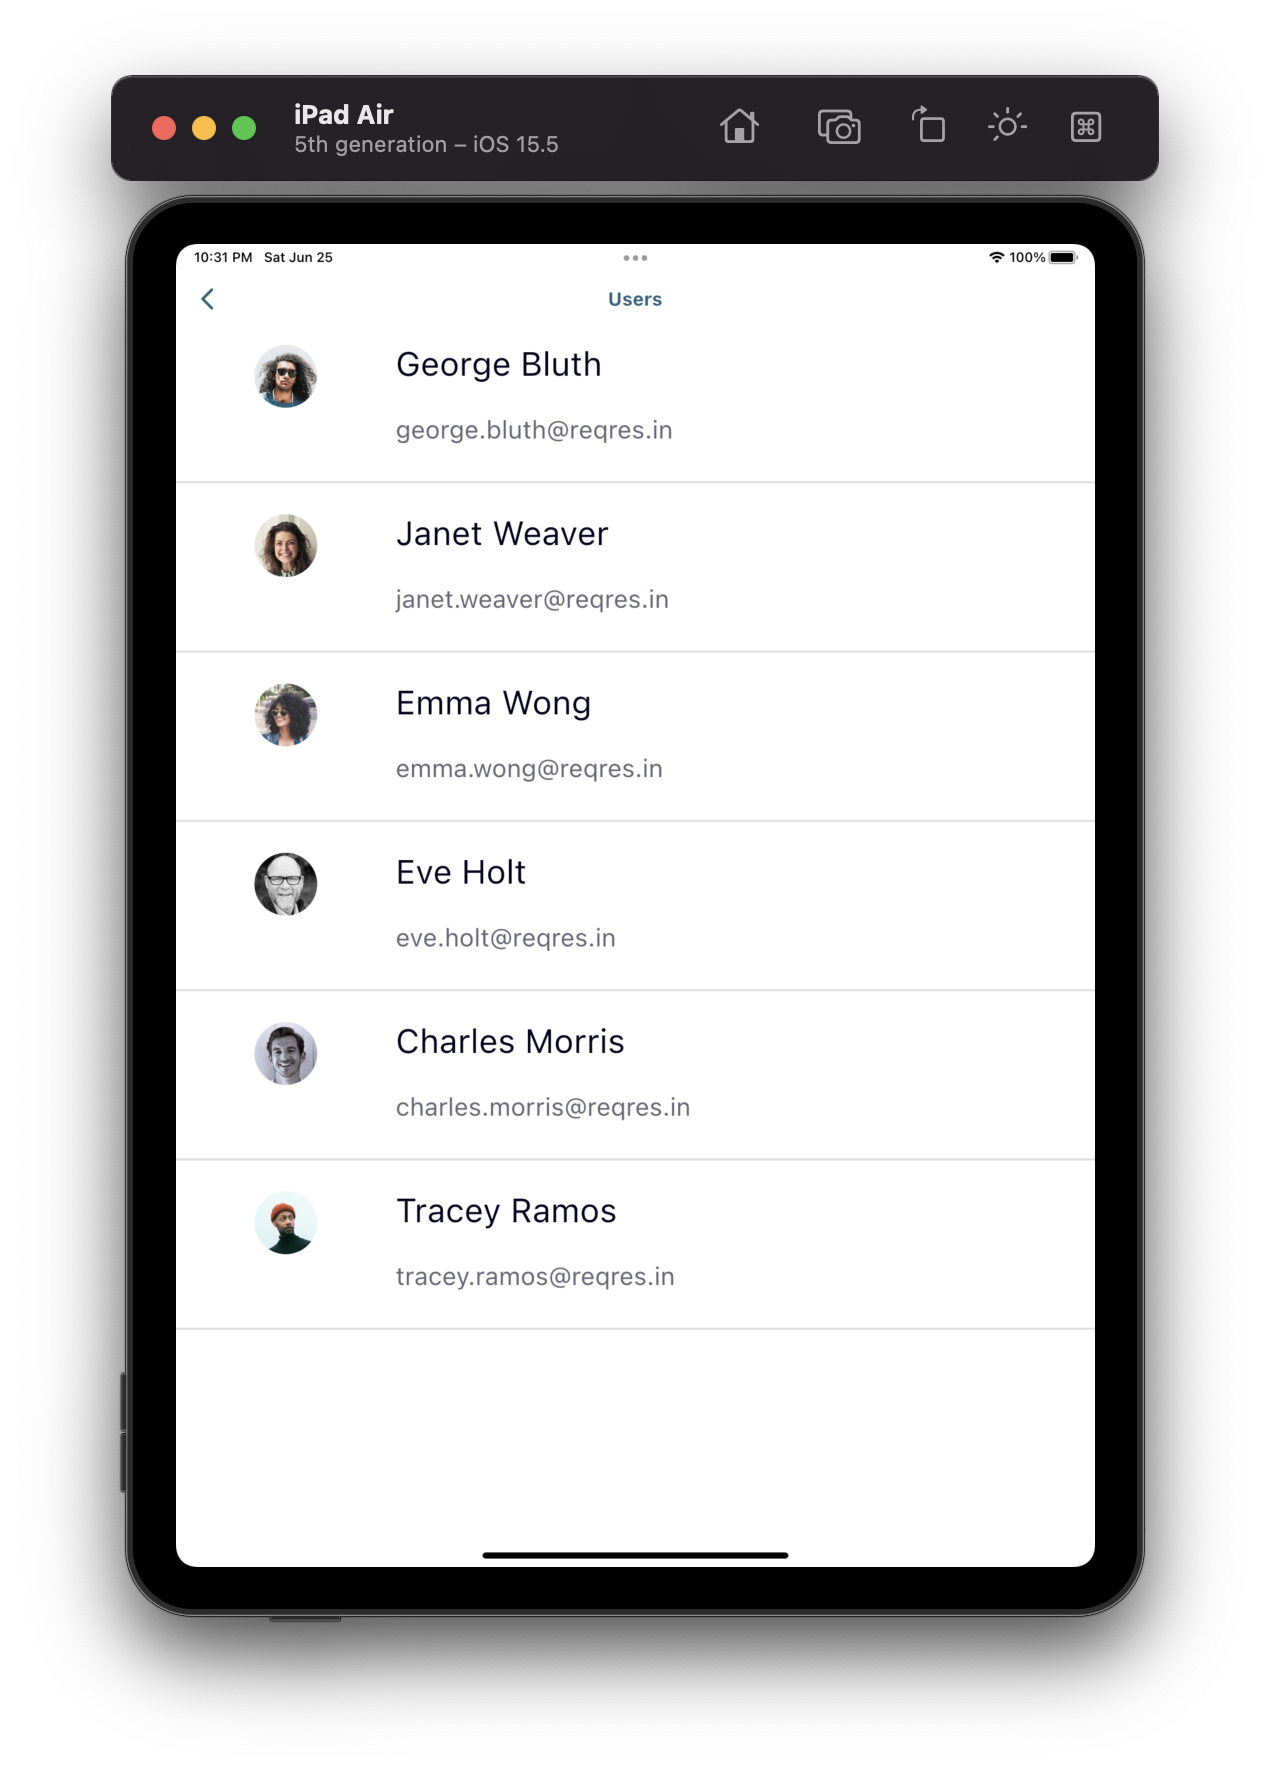 iPad Air
5th generation – iOS 15.5
10:31 PM Sat Jun 25
100%
Users
George Bluth
george.bluth@reqres.in
Janet Weaver
janet.weaver@reqres.in
Emma Wong
emma.wong@reqres.in
Eve Holt
eve.holt@reqres.in
Charles Morris
charles.morris@reqres.in
Tracey Ramos
tracey.ramos@reqres.in